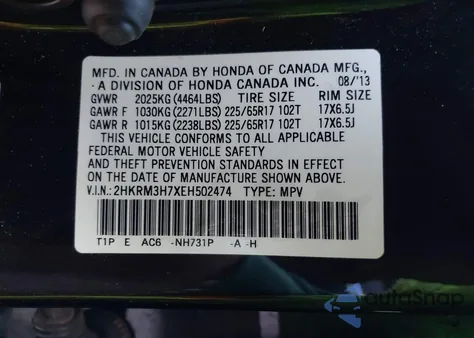 MFD. IN CANADA BY HONDA OF CANADA MFG.,
A DIVISION OF HONDA CANADA INC. 08/'13
GVWR 2025KG (4464LBS) TIRE SIZE RIM SIZE
GAWR F 1030KG (2271LBS) 225/65R17 102T 17X6.5J
GAWR R 1015KG (2238LBS) 225/65R17 102T 17X6.5J
THIS VEHICLE CONFORMS TO ALL APPLICABLE
FEDERAL MOTOR VEHICLE SAFETY
AND THEFT PREVENTION STANDARDS IN EFFECT
ON THE DATE OF MANUFACTURE SHOWN ABOVE.
V.I.N.: 2HKRM3H7XEH502474 TYPE: MPV
T1P E AC6 -NH731P -A -H
autoSnap